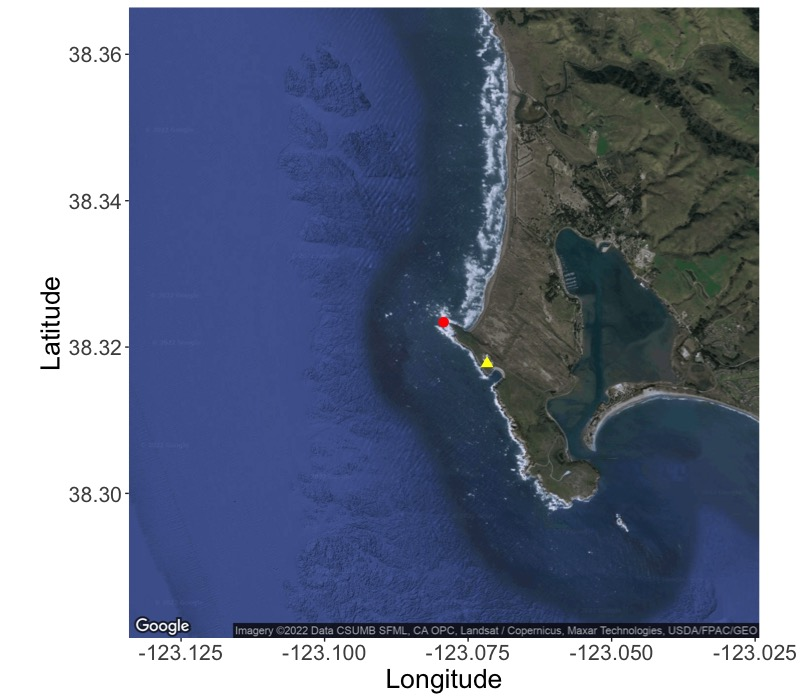 38.36
38.34
38.32
38.30
Latitude
Google
Imagery ©2022 Data CSUMB SFML, CA OPC, Landsat / Copernicus, Maxar Technologies, USDA/FPAC/GEO
-123.125 -123.100 -123.075 -123.050 -123.025
Longitude